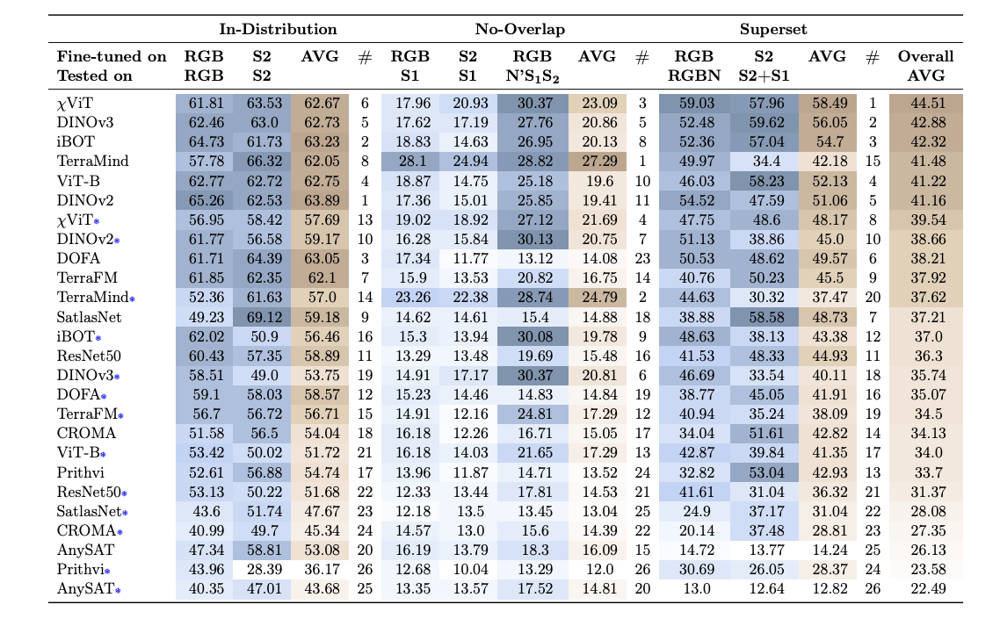 In-Distribution No-Overlap Superset
Fine-tuned on RGB S2 AVG # RGB S2 RGB AVG # RGB S2 AVG # Overall
Tested on RGB S2 S1 S1 N'S₁S₂ RGBN S2+S1 AVG
χViT 61.81 63.53 62.67 6 17.96 20.93 30.37 23.09 3 59.03 57.96 58.49 1 44.51
DINOv3 62.46 63.0 62.73 5 17.62 17.19 27.76 20.86 5 52.48 59.62 56.05 2 42.88
iBOT 64.73 61.73 63.23 2 18.83 14.63 26.95 20.13 8 52.36 57.04 54.7 3 42.32
TerraMind 57.78 66.32 62.05 8 28.1 24.94 28.82 27.29 1 49.97 34.4 42.18 15 41.48
ViT-B 62.77 62.72 62.75 4 18.87 14.75 25.18 19.6 10 46.03 58.23 52.13 4 41.22
DINOv2 65.26 62.53 63.89 1 17.36 15.01 25.85 19.41 11 54.52 47.59 51.06 5 41.16
χViT* 56.95 58.42 57.69 13 19.02 18.92 27.12 21.69 4 47.75 48.6 48.17 8 39.54
DINOv2* 61.77 56.58 59.17 10 16.28 15.84 30.13 20.75 7 51.13 38.86 45.0 10 38.66
DOFA 61.71 64.39 63.05 3 17.34 11.77 13.12 14.08 23 50.53 48.62 49.57 6 38.21
TerraFM 61.85 62.35 62.1 7 15.9 13.53 20.82 16.75 14 40.76 50.23 45.5 9 37.92
TerraMind* 52.36 61.63 57.0 14 23.26 22.38 28.74 24.79 2 44.63 30.32 37.47 20 37.62
SatlasNet 49.23 69.12 59.18 9 14.62 14.61 15.4 14.88 18 38.88 58.58 48.73 7 37.21
iBOT* 62.02 50.9 56.46 16 15.3 13.94 30.08 19.78 9 48.63 38.13 43.38 12 37.0
ResNet50 60.43 57.35 58.89 11 13.29 13.48 19.69 15.48 16 41.53 48.33 44.93 11 36.3
DINOv3* 58.51 49.0 53.75 19 14.91 17.17 30.37 20.81 6 46.69 33.54 40.11 18 35.74
DOFA* 59.1 58.03 58.57 12 15.23 14.46 14.83 14.84 19 38.77 45.05 41.91 16 35.07
TerraFM* 56.7 56.72 56.71 15 14.91 12.16 24.81 17.29 12 40.94 35.24 38.09 19 34.5
CROMA 51.58 56.5 54.04 18 16.18 12.26 16.71 15.05 17 34.04 51.61 42.82 14 34.13
ViT-B* 53.42 50.02 51.72 21 16.18 14.03 21.65 17.29 13 42.87 39.84 41.35 17 34.0
Prithvi 52.61 56.88 54.74 17 13.96 11.87 14.71 13.52 24 32.82 53.04 42.93 13 33.7
ResNet50* 53.13 50.22 51.68 22 12.33 13.44 17.81 14.53 21 41.61 31.04 36.32 21 31.37
SatlasNet* 43.6 51.74 47.67 23 12.18 13.5 13.45 13.04 25 24.9 37.17 31.04 22 28.08
CROMA* 40.99 49.7 45.34 24 14.57 13.0 15.6 14.39 22 20.14 37.48 28.81 23 27.35
AnySAT 47.34 58.81 53.08 20 16.19 13.79 18.3 16.09 15 14.72 13.77 14.24 25 26.13
Prithvi* 43.96 28.39 36.17 26 12.68 10.04 13.29 12.0 26 30.69 26.05 28.37 24 23.58
AnySAT* 40.35 47.01 43.68 25 13.35 13.57 17.52 14.81 20 13.0 12.64 12.82 26 22.49